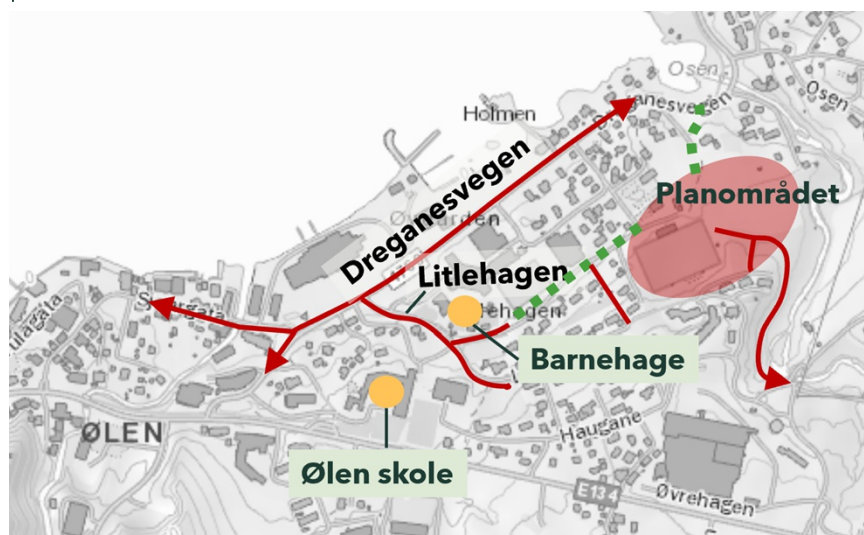 Osen
Osen
Holmen
Planområdet
Dreganesvegen
Litlehagen
Barnehage
Ølen skole
ØLEN
Haugane
E134
Øvrehagen